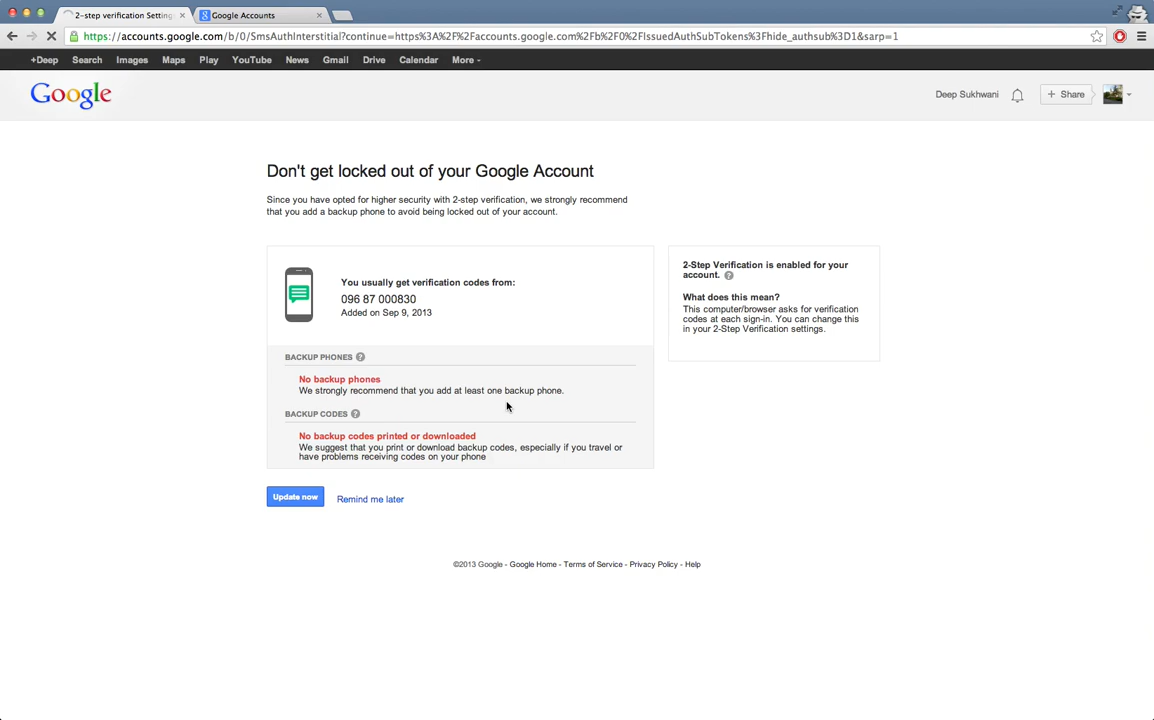 2-step verification Setting
Google Accounts
https://accounts.google.com/b/0/SmsAuthInterstitial?continue=https%3A%2F%2Faccounts.google.com%2Fb%2F0%2FIssuedAuthSubTokens%3Fhide_authsub%3D1&sarp=1
+Deep Search Images Maps Play YouTube News Gmail Drive Calendar More
Google
Deep Sukhwani
+ Share
Don't get locked out of your Google Account
Since you have opted for higher security with 2-step verification, we strongly recommend
that you add a backup phone to avoid being locked out of your account.
You usually get verification codes from:
096 87 000830
Added on Sep 9, 2013
BACKUP PHONES ?
No backup phones
We strongly recommend that you add at least one backup phone.
BACKUP CODES ?
No backup codes printed or downloaded
We suggest that you print or download backup codes, especially if you travel or
have problems receiving codes on your phone
2-Step Verification is enabled for your
account. ?
What does this mean?
This computer/browser asks for verification
codes at each sign-in. You can change this
in your 2-Step Verification settings.
Update now
Remind me later
©2013 Google - Google Home - Terms of Service - Privacy Policy - Help